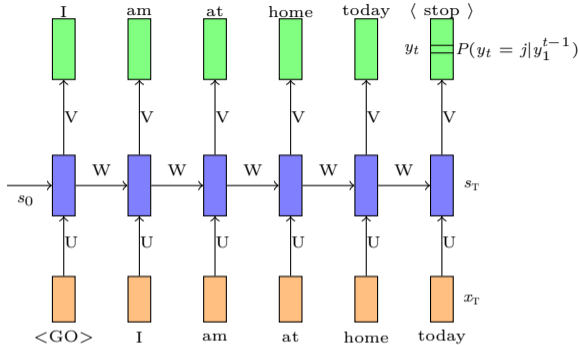 I am at home today ⟨ stop ⟩
y_t P(y_t = j|y_1^{t−1})
V V V V V V
W W W W W
s_0 s_T
U U U U U U
x_T
<GO> I am at home today